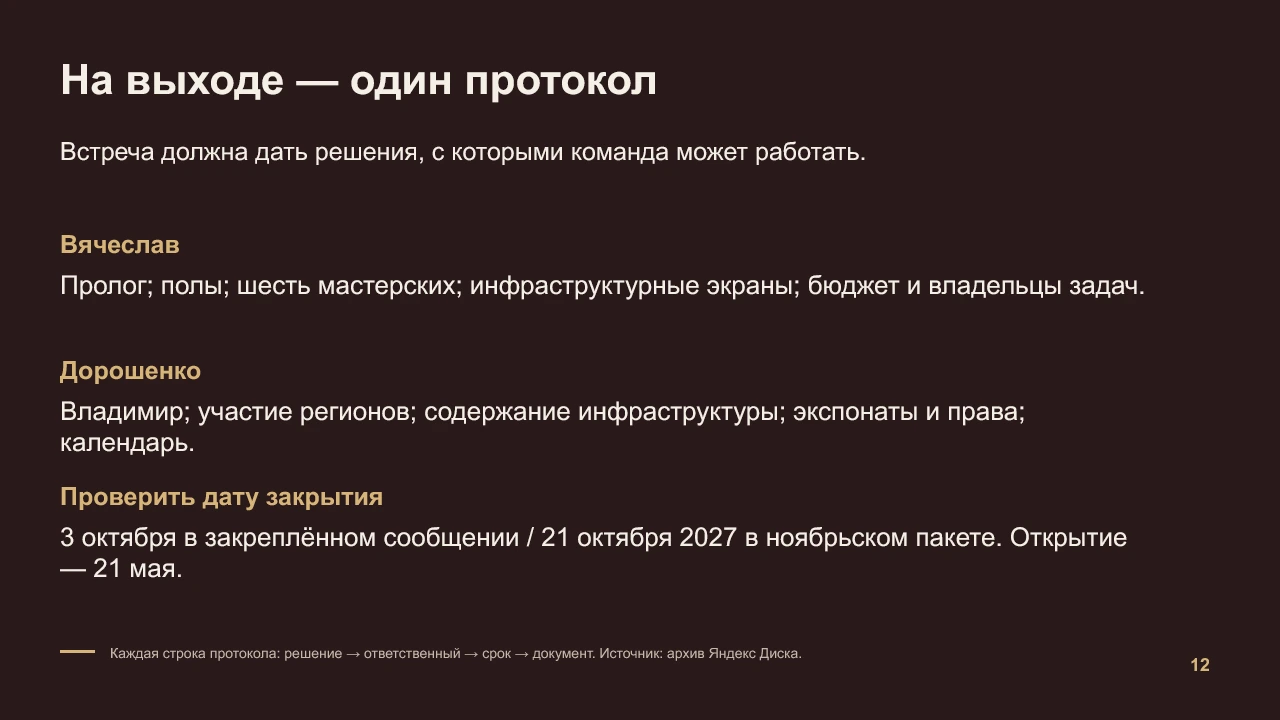 На выходе — один протокол
Встреча должна дать решения, с которыми команда может работать.
Вячеслав
Пролог; полы; шесть мастерских; инфраструктурные экраны; бюджет и владельцы задач.
Дорошенко
Владимир; участие регионов; содержание инфраструктуры; экспонаты и права;
календарь.
Проверить дату закрытия
3 октября в закреплённом сообщении / 21 октября 2027 в ноябрьском пакете. Открытие
— 21 мая.
Каждая строка протокола: решение → ответственный → срок → документ. Источник: архив Яндекс Диска.
12